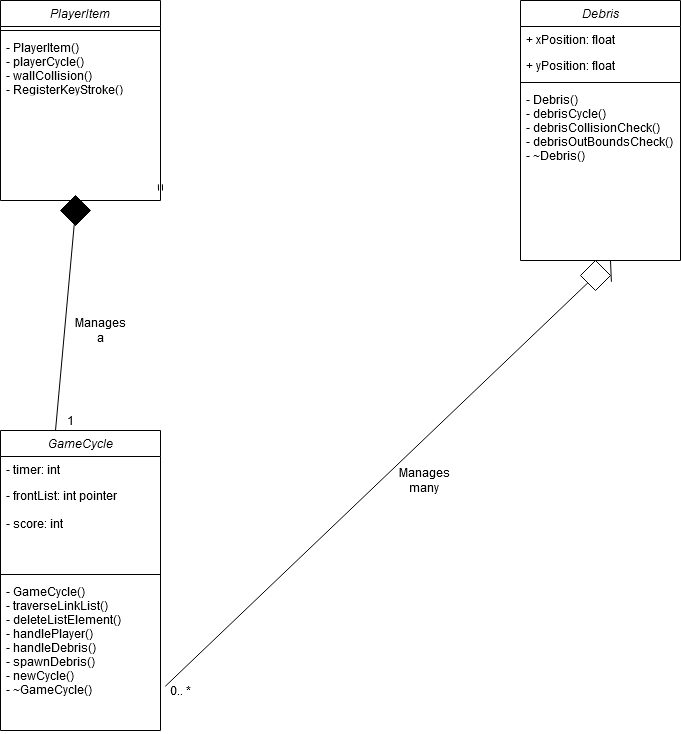 PlayerItem
- PlayerItem()
- playerCycle()
- wallCollision()
- RegisterKeyStroke()
Debris
+ xPosition: float
+ yPosition: float
- Debris()
- debrisCycle()
- debrisCollisionCheck()
- debrisOutBoundsCheck()
- ~Debris()
Manages
a
1
GameCycle
- timer: int
- frontList: int pointer
- score: int
- GameCycle()
- traverseLinkList()
- deleteListElement()
- handlePlayer()
- handleDebris()
- spawnDebris()
- newCycle()
- ~GameCycle()
Manages
many
0.. *